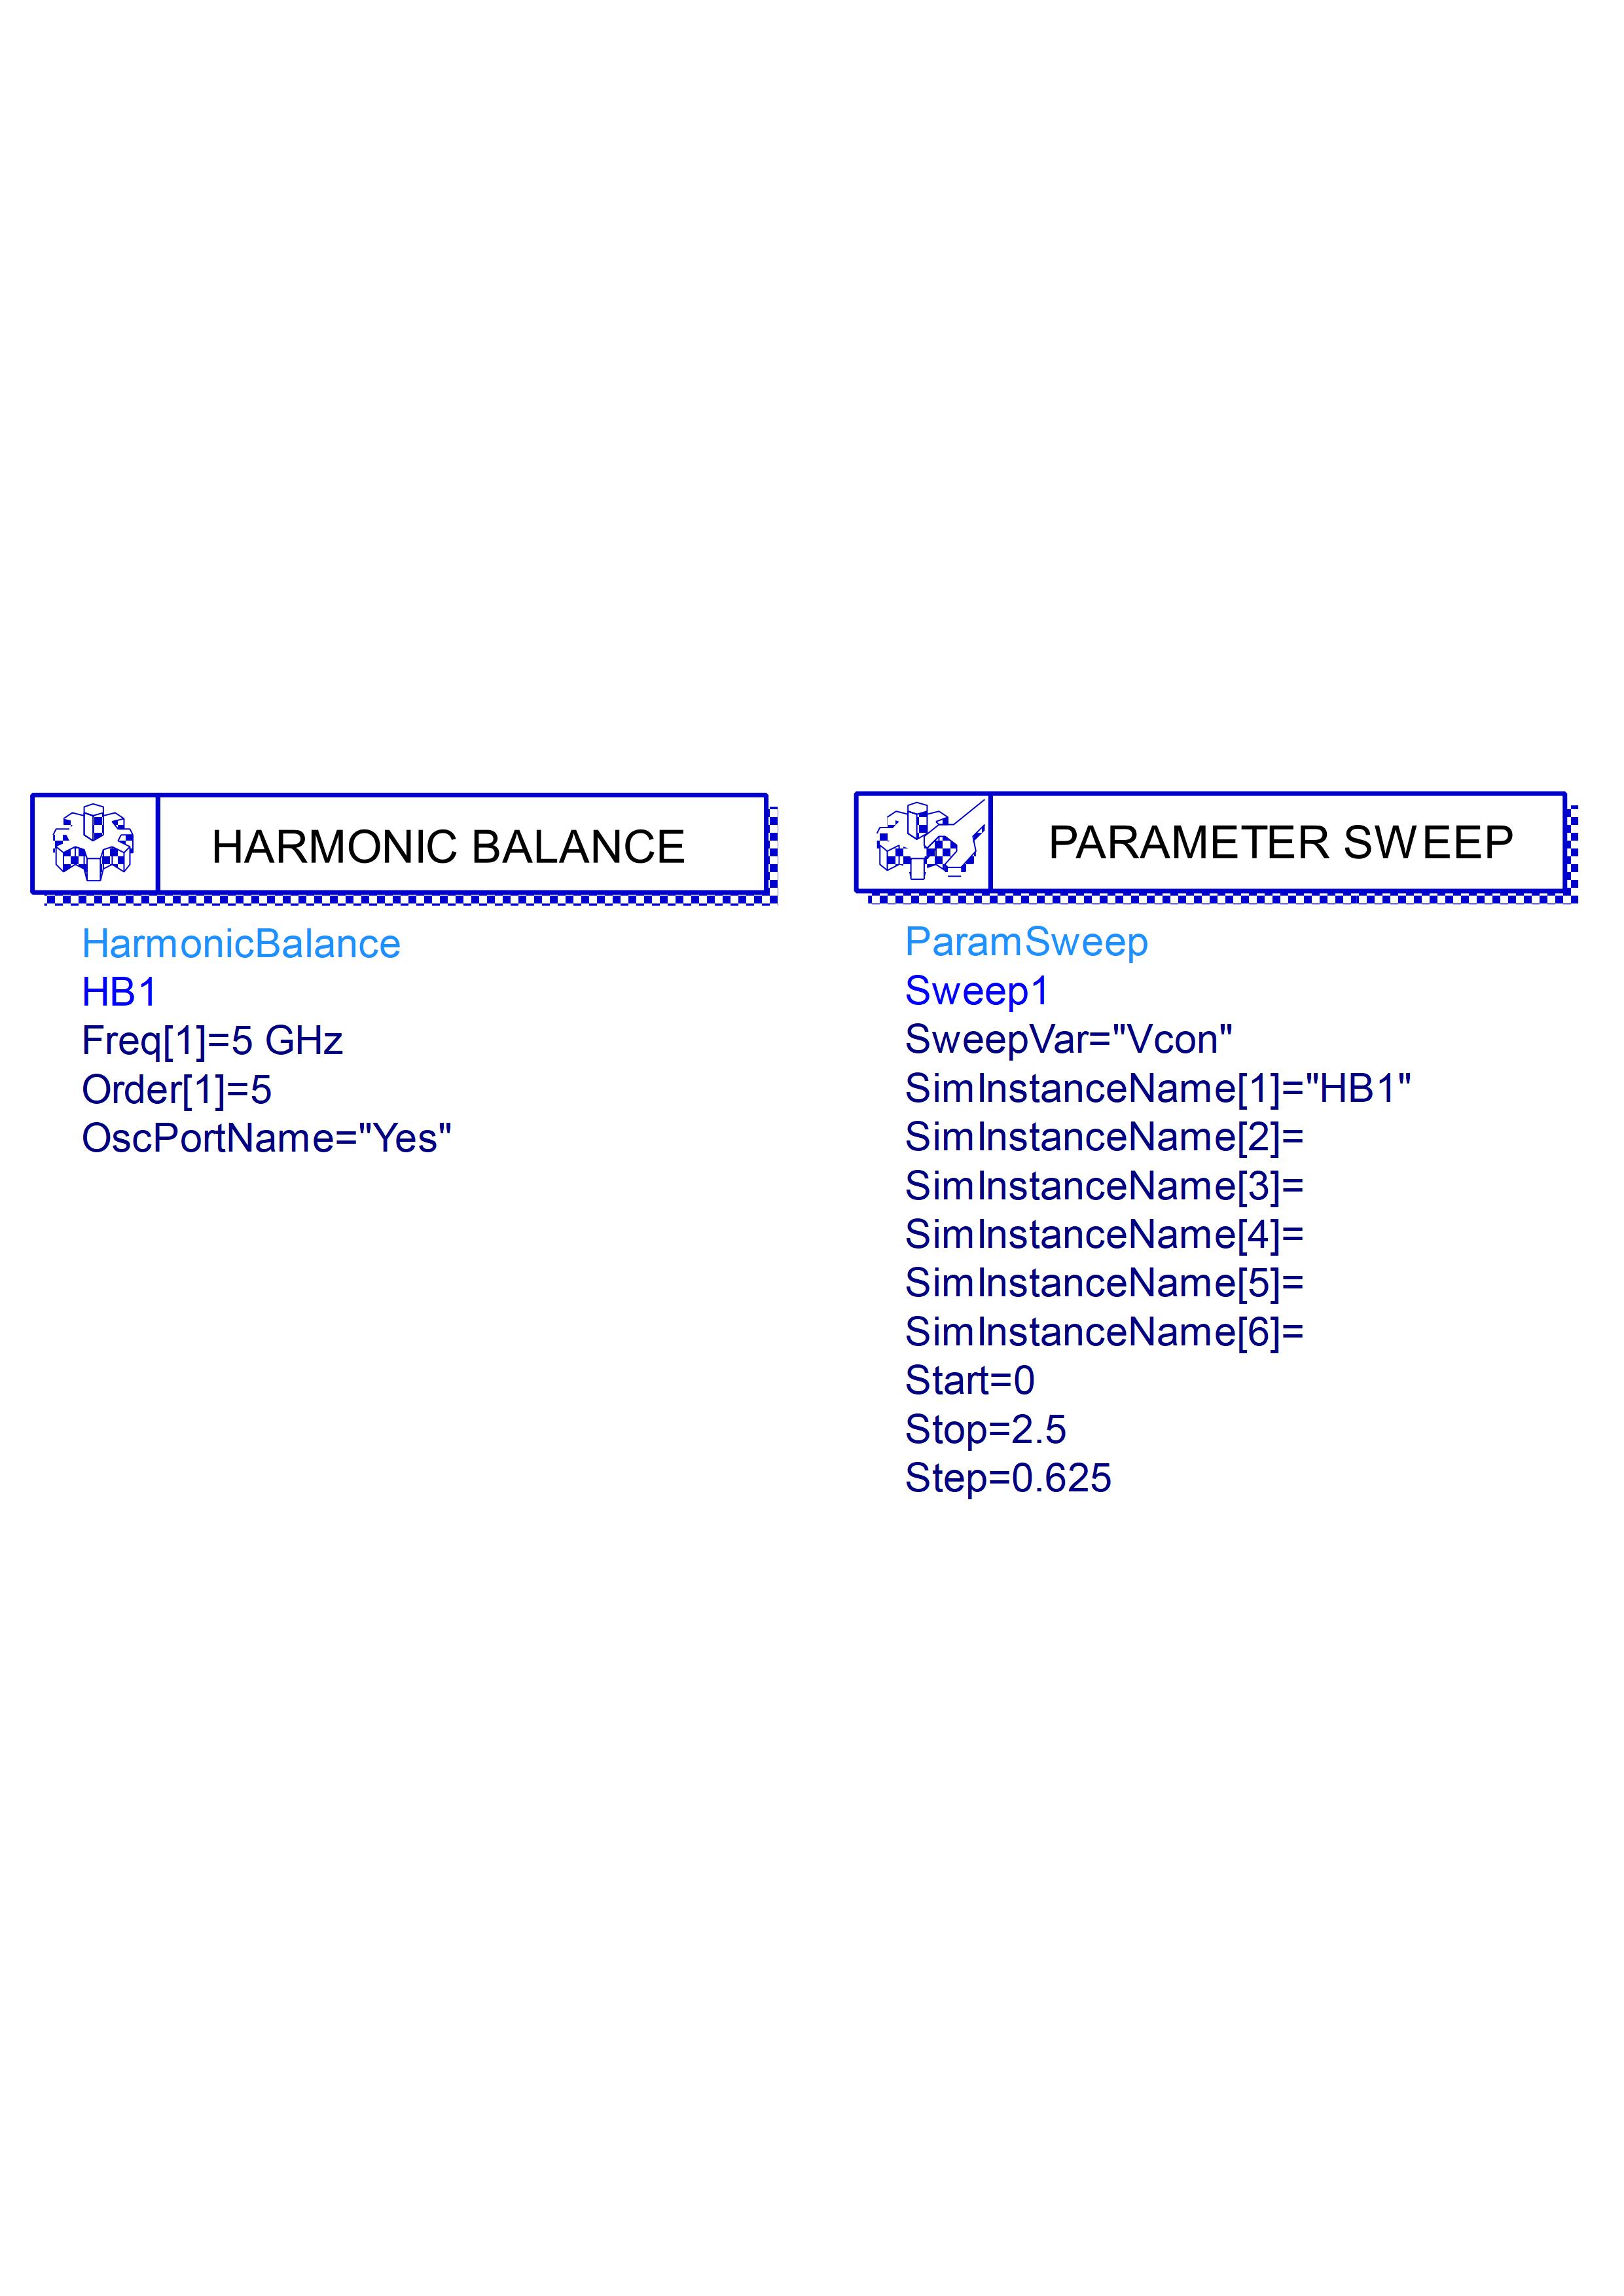 HARMONIC BALANCE
HarmonicBalance
HB1
Freq[1]=5 GHz
Order[1]=5
OscPortName="Yes"
PARAMETER SWEEP
ParamSweep
Sweep1
SweepVar="Vcon"
SimInstanceName[1]="HB1"
SimInstanceName[2]=
SimInstanceName[3]=
SimInstanceName[4]=
SimInstanceName[5]=
SimInstanceName[6]=
Start=0
Stop=2.5
Step=0.625